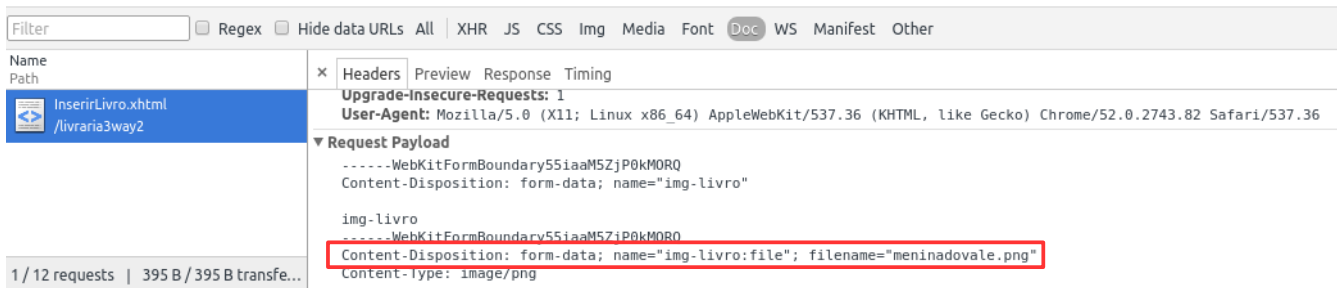 Filter Regex Hide data URLs All XHR JS CSS Img Media Font Doc WS Manifest Other
Name
Path
× Headers Preview Response Timing
InserirLivro.xhtml
/livraria3way2
Upgrade-Insecure-Requests: 1
User-Agent: Mozilla/5.0 (X11; Linux x86_64) AppleWebKit/537.36 (KHTML, like Gecko) Chrome/52.0.2743.82 Safari/537.36
▼ Request Payload
------WebKitFormBoundary55iaaM5ZjP0kMORQ
Content-Disposition: form-data; name="img-livro"
img-livro
------WebKitFormBoundary55iaaM5ZjP0kMORQ
Content-Disposition: form-data; name="img-livro:file"; filename="meninadovale.png"
Content-Type: image/png
1 / 12 requests | 395 B / 395 B transfe...